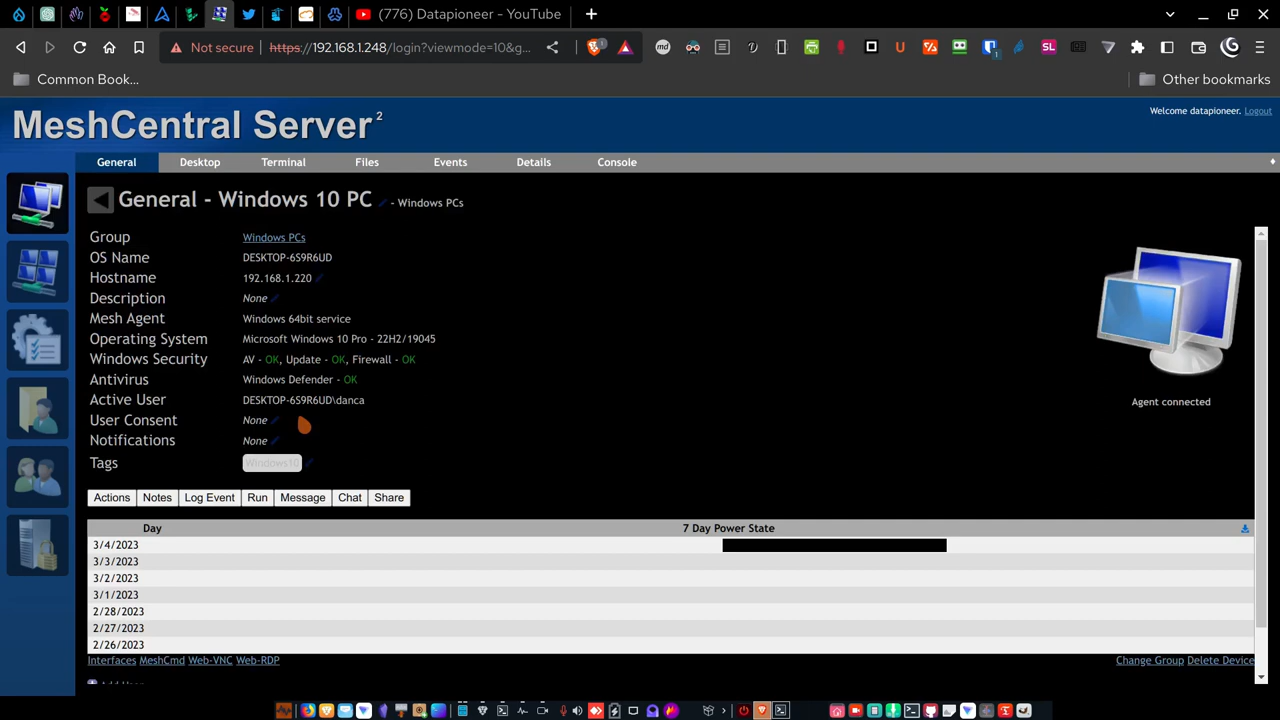 (776) Datapioneer - YouTube
Not secure https://192.168.1.248/login?viewmode=10&g...
Common Book... Other bookmarks
MeshCentral Server 2
Welcome datapioneer. Logout
General Desktop Terminal Files Events Details Console
General - Windows 10 PC - Windows PCs
Group Windows PCs
OS Name DESKTOP-6S9R6UD
Hostname 192.168.1.220
Description None
Mesh Agent Windows 64bit service
Operating System Microsoft Windows 10 Pro - 22H2/19045
Windows Security AV - OK, Update - OK, Firewall - OK
Antivirus Windows Defender - OK
Active User DESKTOP-6S9R6UD\danca
User Consent None
Notifications None
Tags Windows10
Agent connected
Actions Notes Log Event Run Message Chat Share
Day 7 Day Power State
3/4/2023
3/3/2023
3/2/2023
3/1/2023
2/28/2023
2/27/2023
2/26/2023
Interfaces MeshCmd Web-VNC Web-RDP Change Group Delete Device